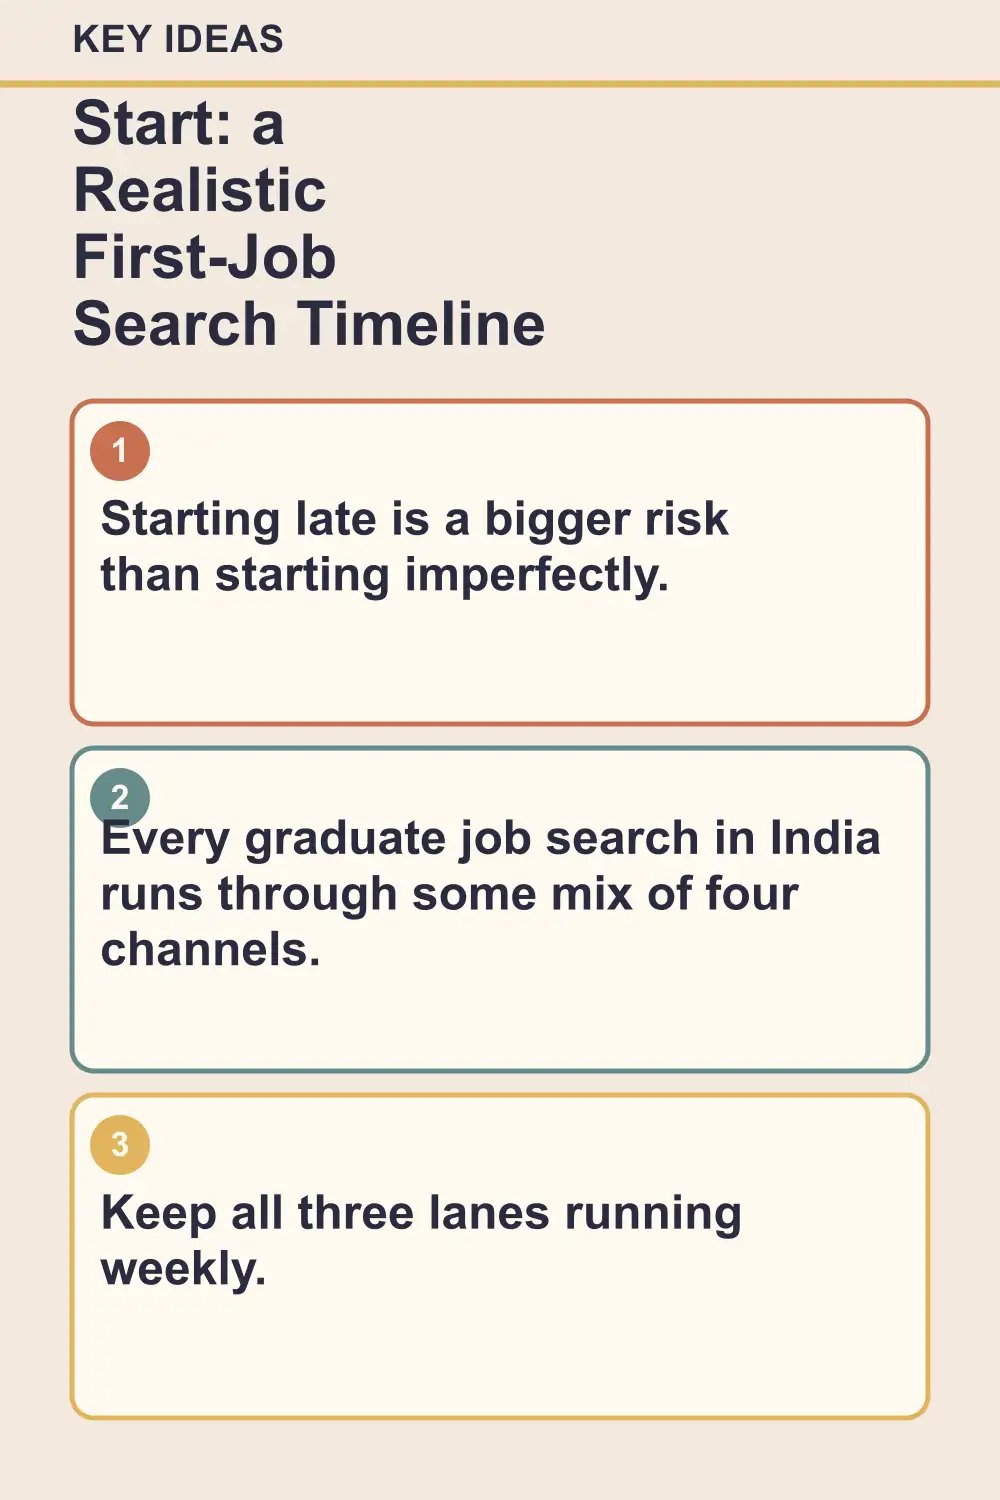 KEY IDEAS
Start: a
Realistic
First-Job
Search Timeline
1
Starting late is a bigger risk
than starting imperfectly.
2
Every graduate job search in India
runs through some mix of four
channels.
3
Keep all three lanes running
weekly.